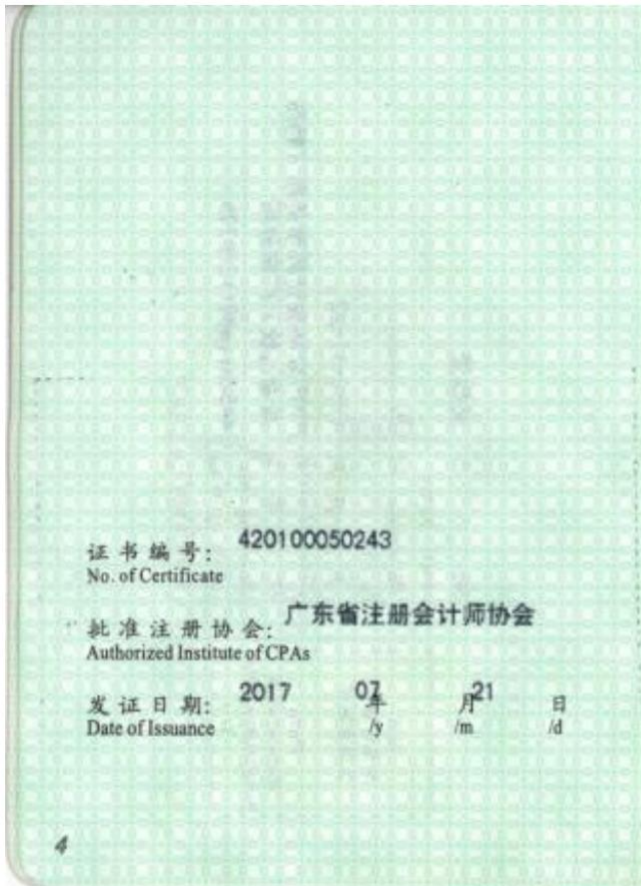 证书编号: 420100050243
No. of Certificate
批准注册协会: 广东省注册会计师协会
Authorized Institute of CPAs
发证日期: 2017 年 07 月 21 日
Date of Issuance /y /m /d
4